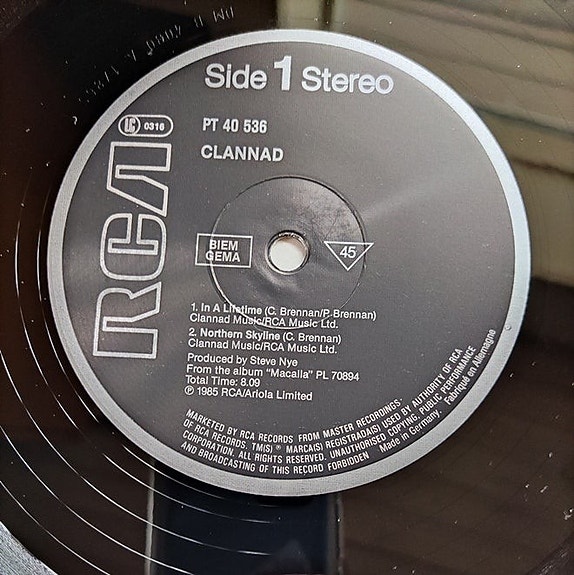 Side 1 Stereo
LC 0316
PT 40 536
CLANNAD
RCA
BIEM
GEMA
45
1. In A Lifetime (C. Brennan/P. Brennan)
Clannad Music/RCA Music Ltd.
2. Northern Skyline (C. Brennan)
Clannad Music/RCA Music Ltd.
Produced by Steve Nye
From the album "Macalla" PL 70894
Total Time: 8.09
℗ 1985 RCA/Ariola Limited
MARKETED BY RCA RECORDS FROM MASTER RECORDINGS
OF RCA RECORDS. TM(S) ® MARCA(S) REGISTRADA(S) USED BY AUTHORITY OF RCA
CORPORATION. ALL RIGHTS RESERVED. UNAUTHORISED COPYING, PUBLIC PERFORMANCE
AND BROADCASTING OF THIS RECORD FORBIDDEN Made in Germany. Fabriqué en Allemagne